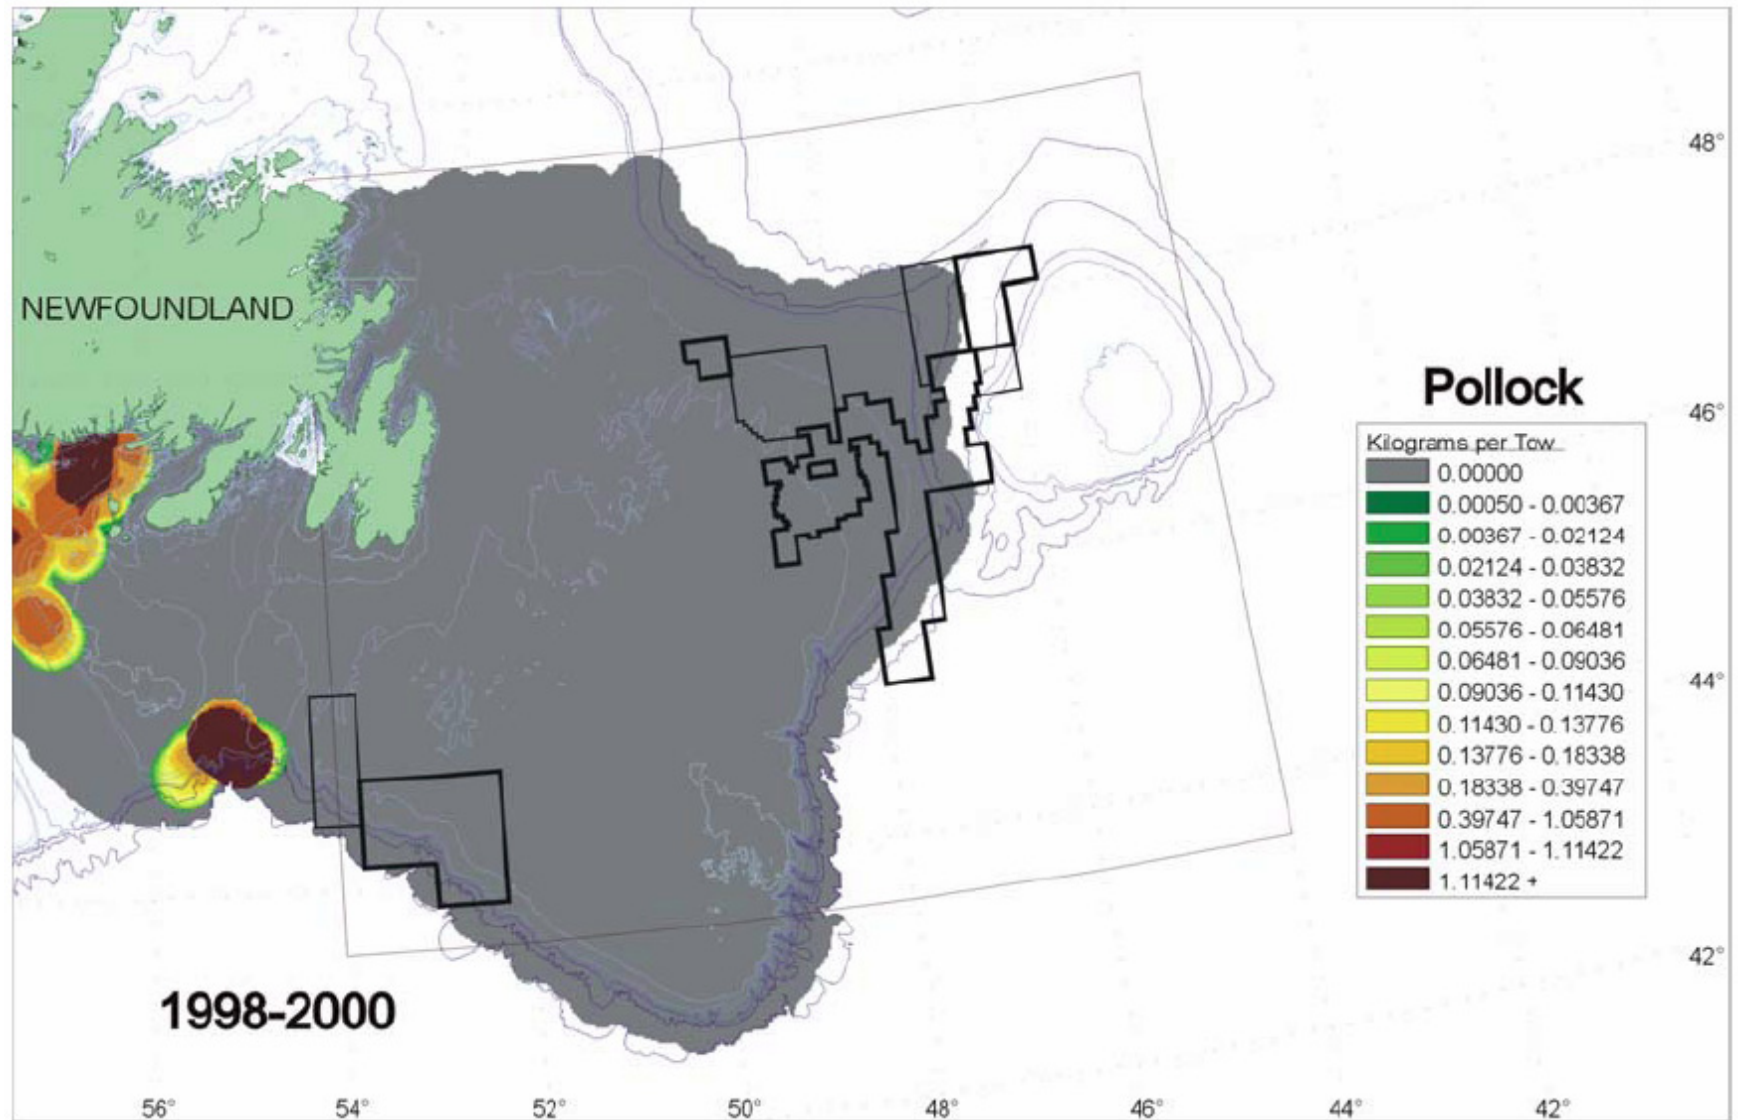 48°
NEWFOUNDLAND
Pollock
46°
Kilograms per Tow
0.00000
0.00050 - 0.00367
0.00367 - 0.02124
0.02124 - 0.03832
0.03832 - 0.05576
0.05576 - 0.06481
0.06481 - 0.09036
0.09036 - 0.11430
0.11430 - 0.13776
0.13776 - 0.18338
0.18338 - 0.39747
0.39747 - 1.05871
1.05871 - 1.11422
1.11422 +
44°
42°
1998-2000
56° 54° 52° 50° 48° 46° 44° 42°